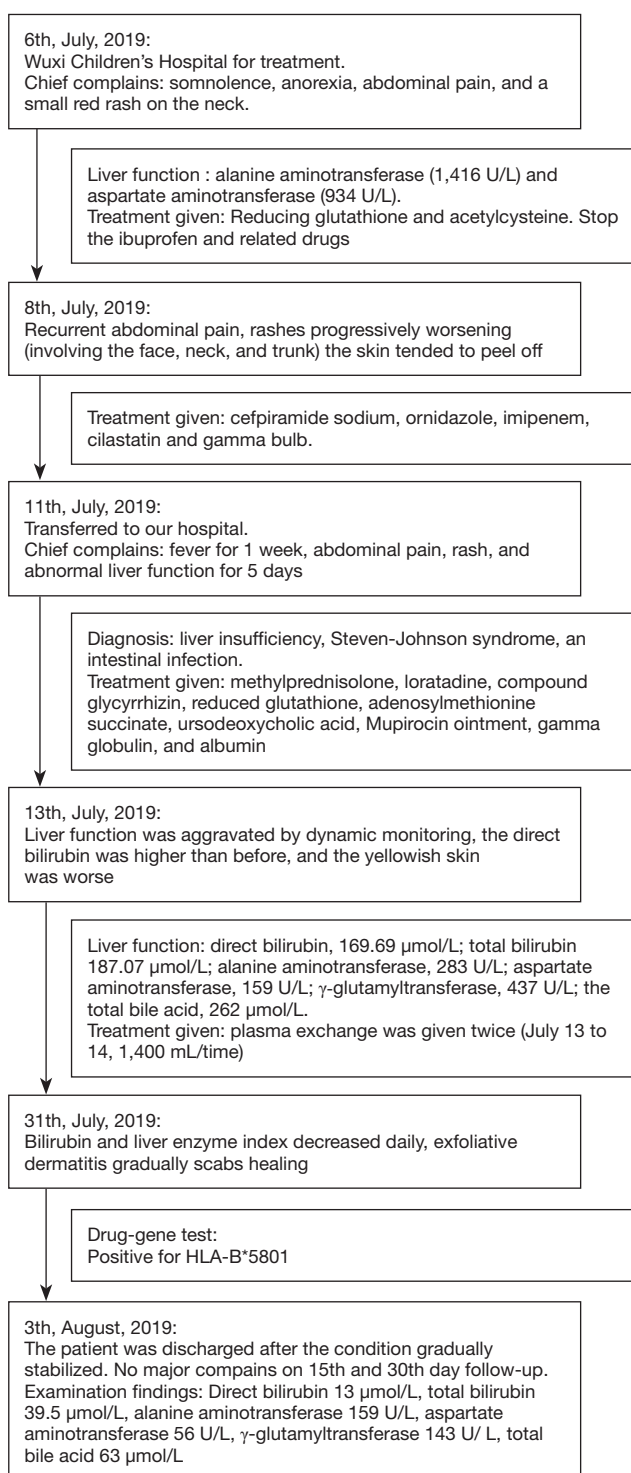 6th, July, 2019:
Wuxi Children's Hospital for treatment.
Chief complains: somnolence, anorexia, abdominal pain, and a
small red rash on the neck.
Liver function : alanine aminotransferase (1,416 U/L) and
aspartate aminotransferase (934 U/L).
Treatment given: Reducing glutathione and acetylcysteine. Stop
the ibuprofen and related drugs
8th, July, 2019:
Recurrent abdominal pain, rashes progressively worsening
(involving the face, neck, and trunk) the skin tended to peel off
Treatment given: cefpiramide sodium, ornidazole, imipenem,
cilastatin and gamma bulb.
11th, July, 2019:
Transferred to our hospital.
Chief complains: fever for 1 week, abdominal pain, rash, and
abnormal liver function for 5 days
Diagnosis: liver insufficiency, Steven-Johnson syndrome, an
intestinal infection.
Treatment given: methylprednisolone, loratadine, compound
glycyrrhizin, reduced glutathione, adenosylmethionine
succinate, ursodeoxycholic acid, Mupirocin ointment, gamma
globulin, and albumin
13th, July, 2019:
Liver function was aggravated by dynamic monitoring, the direct
bilirubin was higher than before, and the yellowish skin
was worse
Liver function: direct bilirubin, 169.69 μmol/L; total bilirubin
187.07 μmol/L; alanine aminotransferase, 283 U/L; aspartate
aminotransferase, 159 U/L; γ-glutamyltransferase, 437 U/L; the
total bile acid, 262 μmol/L.
Treatment given: plasma exchange was given twice (July 13 to
14, 1,400 mL/time)
31th, July, 2019:
Bilirubin and liver enzyme index decreased daily, exfoliative
dermatitis gradually scabs healing
Drug-gene test:
Positive for HLA-B*5801
3th, August, 2019:
The patient was discharged after the condition gradually
stabilized. No major compains on 15th and 30th day follow-up.
Examination findings: Direct bilirubin 13 μmol/L, total bilirubin
39.5 μmol/L, alanine aminotransferase 159 U/L, aspartate
aminotransferase 56 U/L, γ-glutamyltransferase 143 U/ L, total
bile acid 63 μmol/L